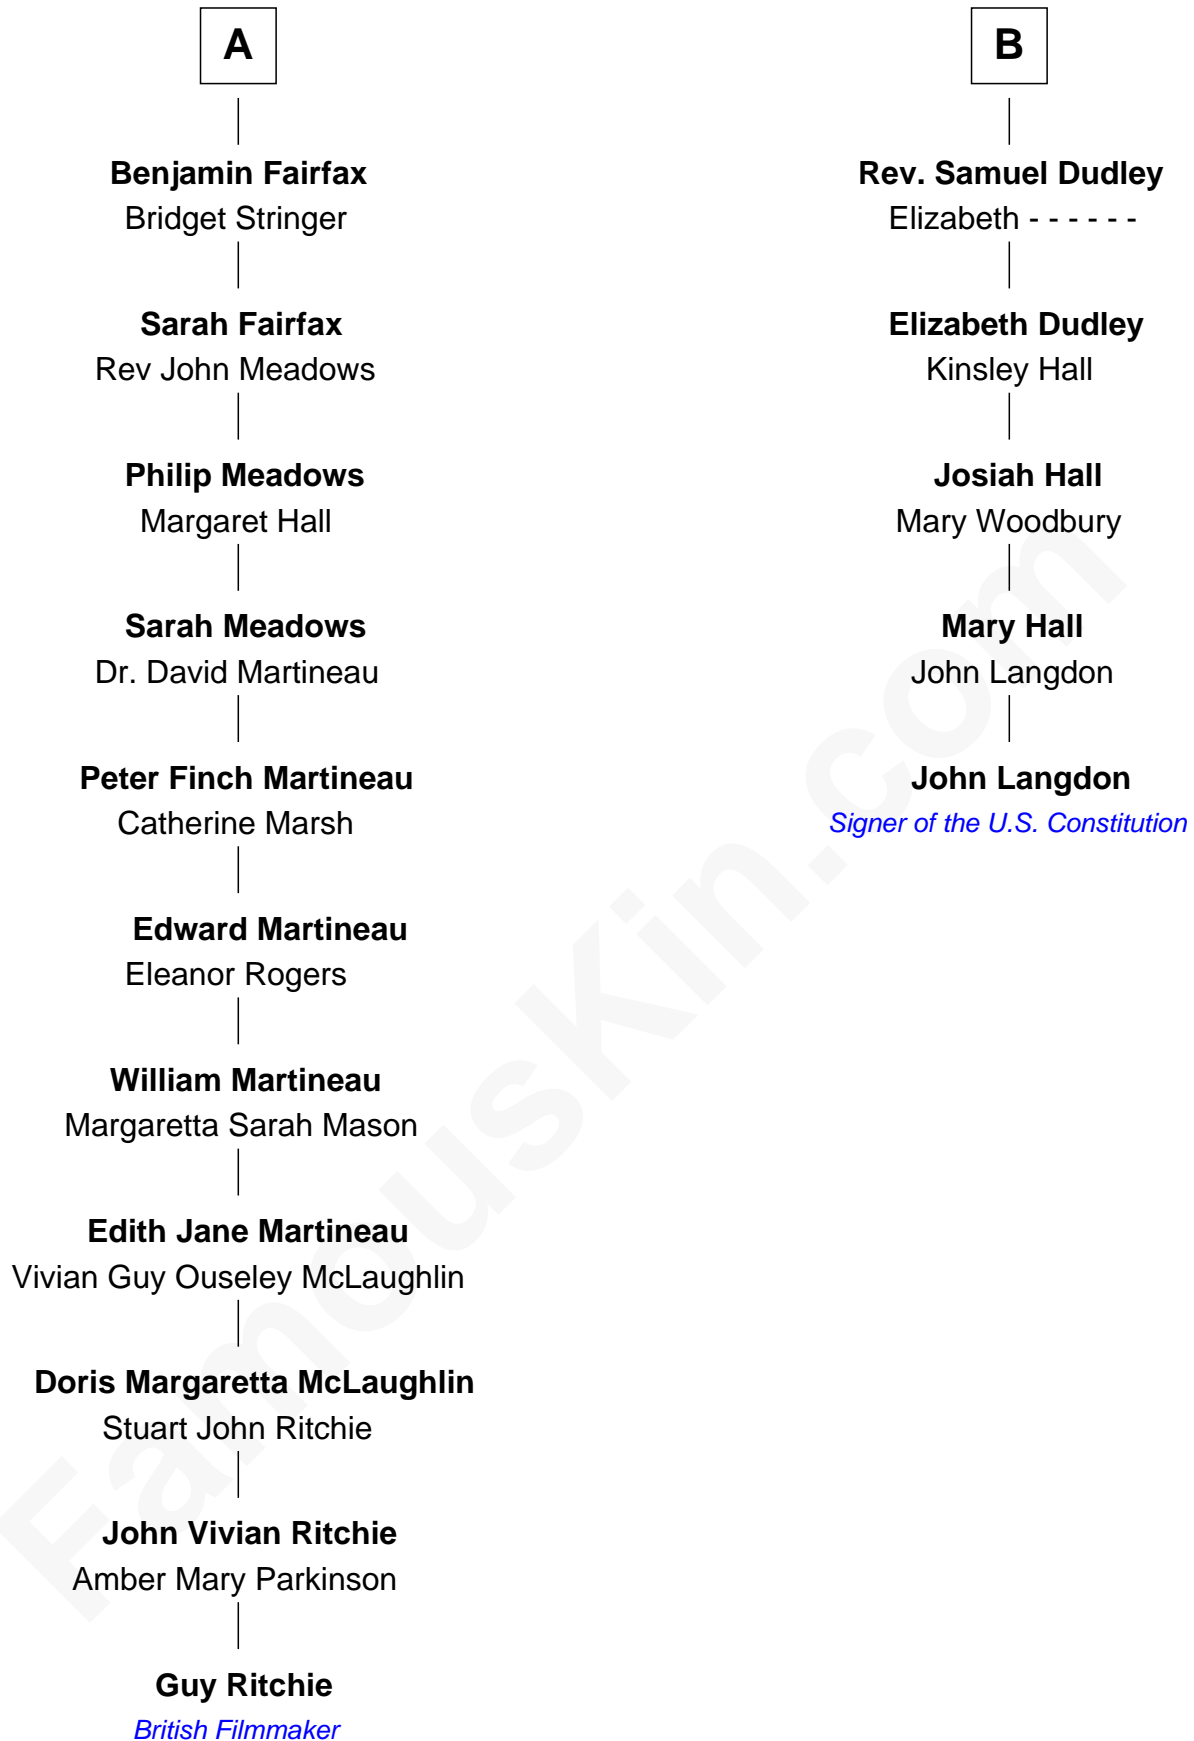 A
Benjamin Fairfax
Bridget Stringer
Sarah Fairfax
Rev John Meadows
Philip Meadows
Margaret Hall
Sarah Meadows
Dr. David Martineau
Peter Finch Martineau
Catherine Marsh
Edward Martineau
Eleanor Rogers
William Martineau
Margaretta Sarah Mason
Edith Jane Martineau
Vivian Guy Ouseley McLaughlin
Doris Margaretta McLaughlin
Stuart John Ritchie
John Vivian Ritchie
Amber Mary Parkinson
Guy Ritchie
British Filmmaker
B
Rev. Samuel Dudley
Elizabeth - - - - - -
Elizabeth Dudley
Kinsley Hall
Josiah Hall
Mary Woodbury
Mary Hall
John Langdon
John Langdon
Signer of the U.S. Constitution
FamousKin.com